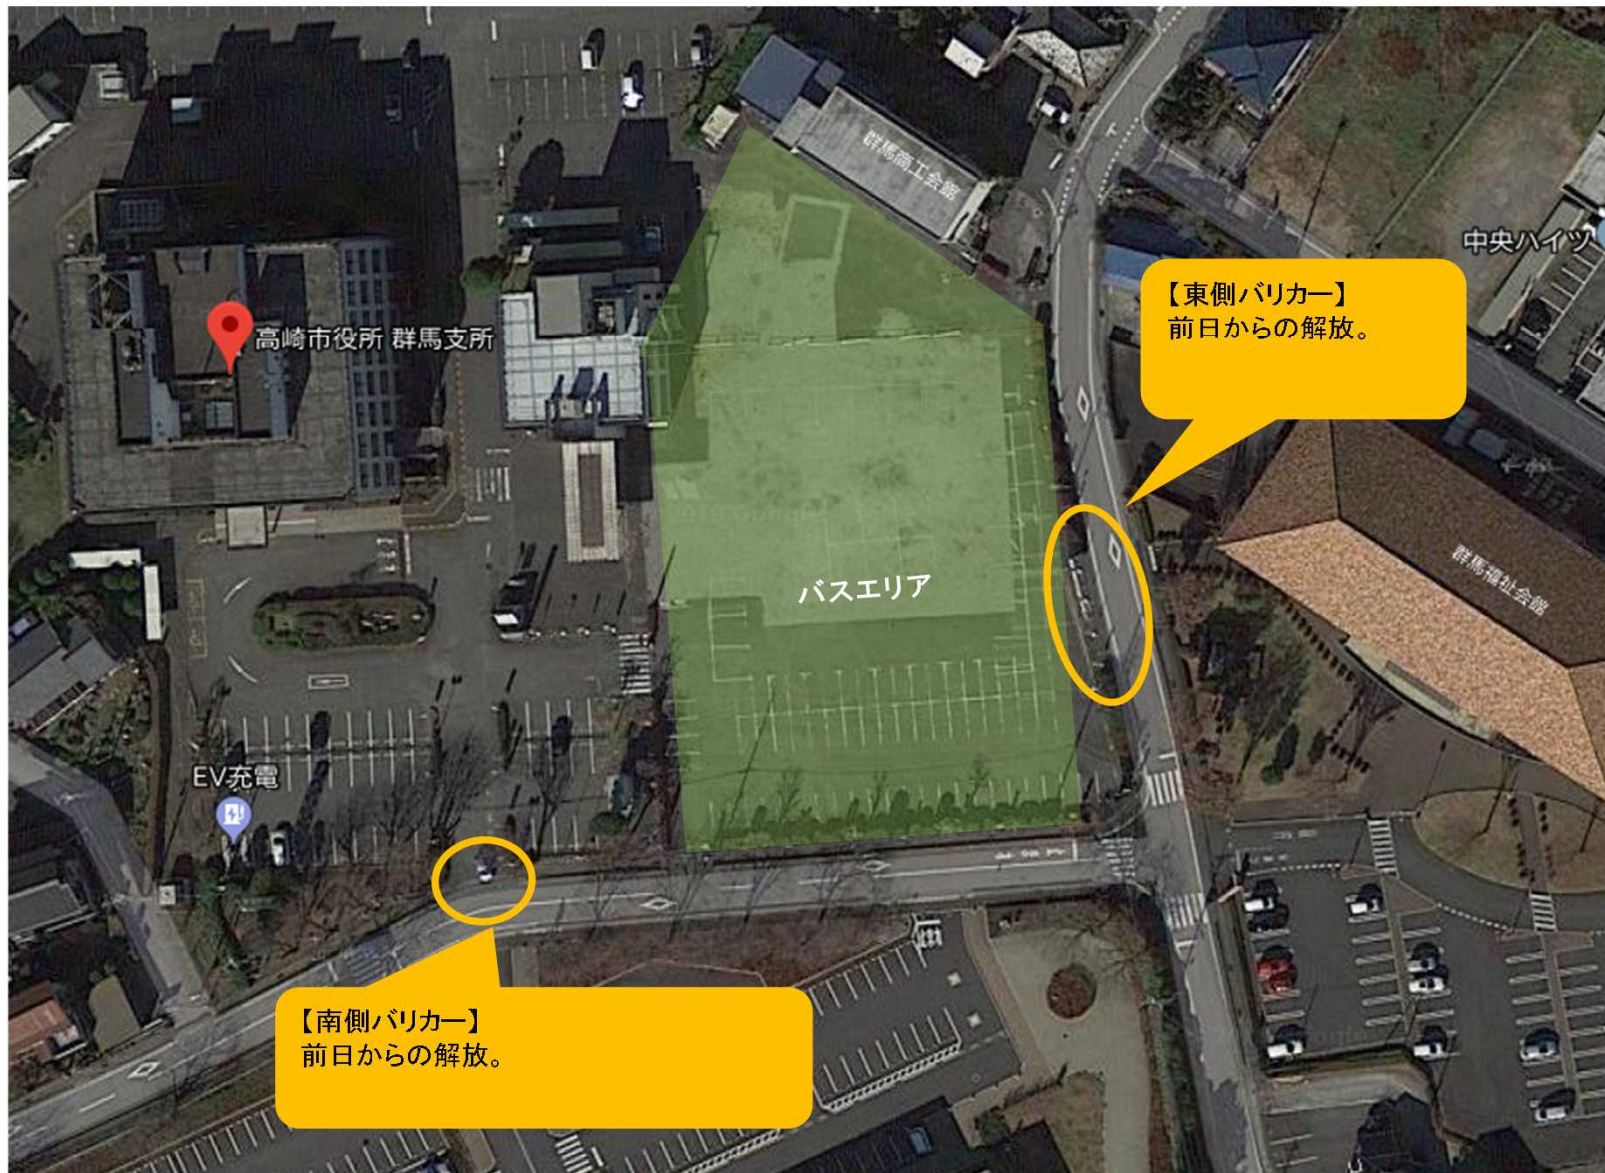 群馬商工会館
中央ハイツ
【東側バリカー】
前日からの解放。
高崎市役所 群馬支所
群馬福祉会館
バスエリア
EV充電
【南側バリカー】
前日からの解放。